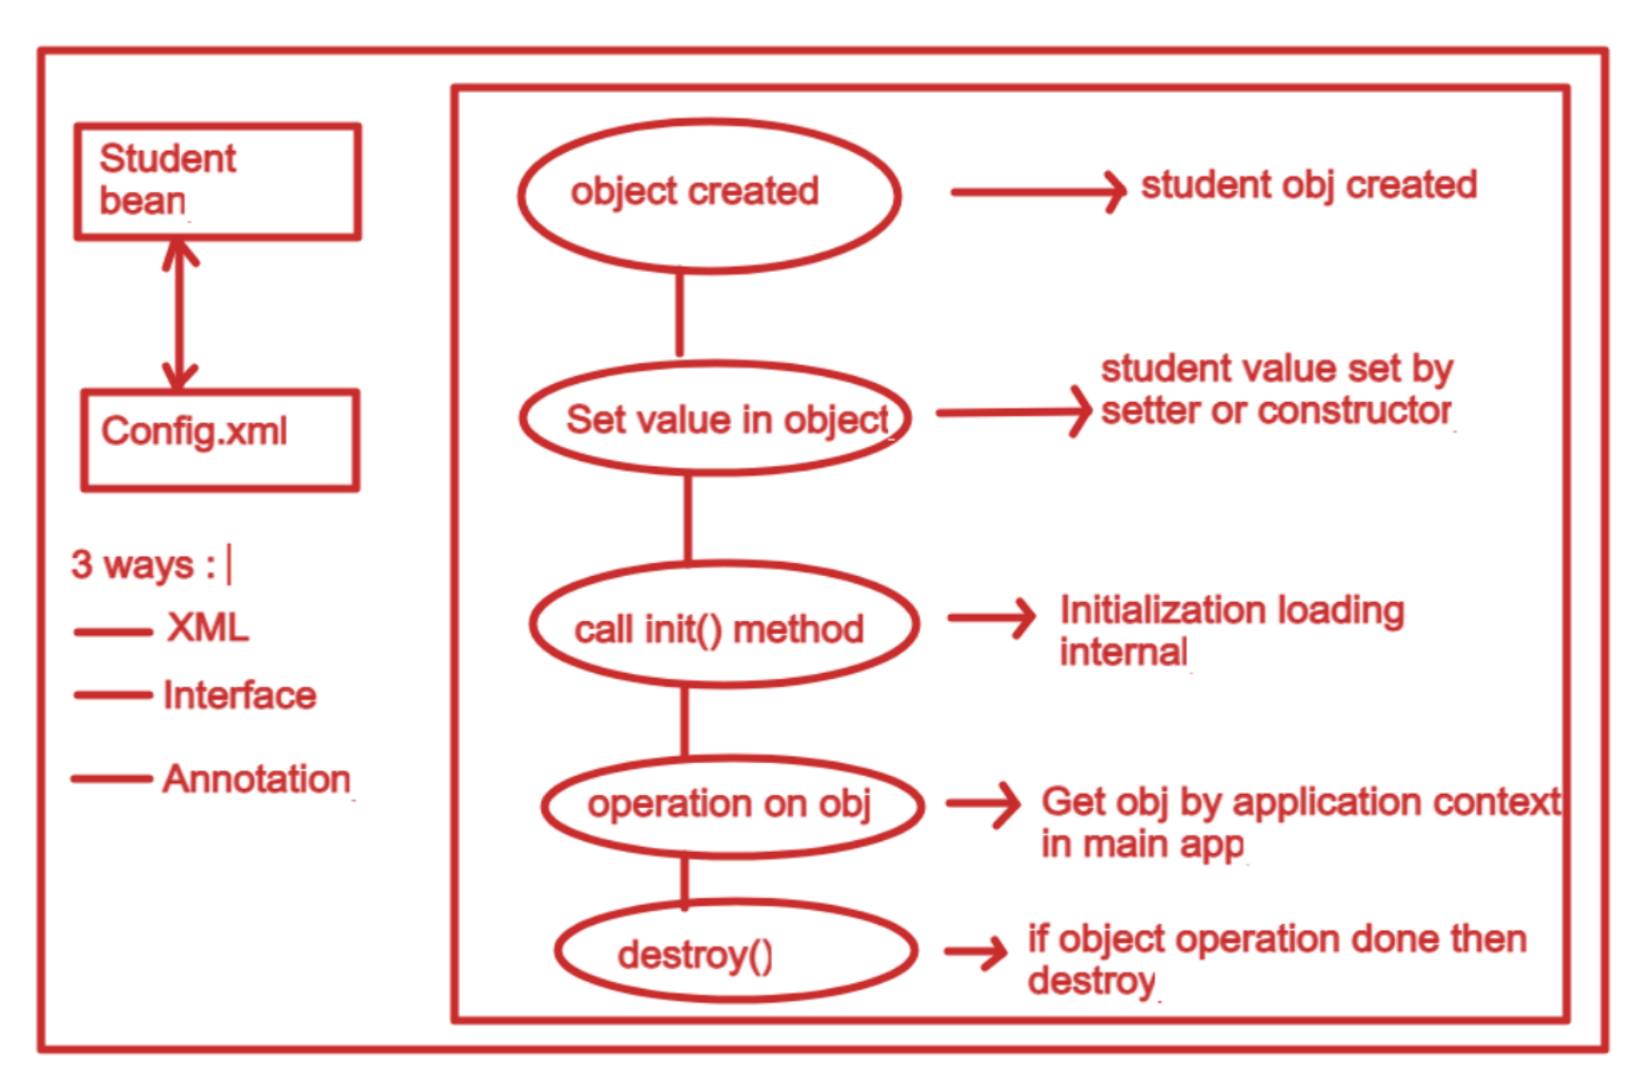 Student
bean
Config.xml
3 ways :
XML
Interface
Annotation
object created
student obj created
Set value in object
student value set by
setter or constructor
call init() method
Initialization loading
internal
operation on obj
Get obj by application context
in main app
destroy()
if object operation done then
destroy